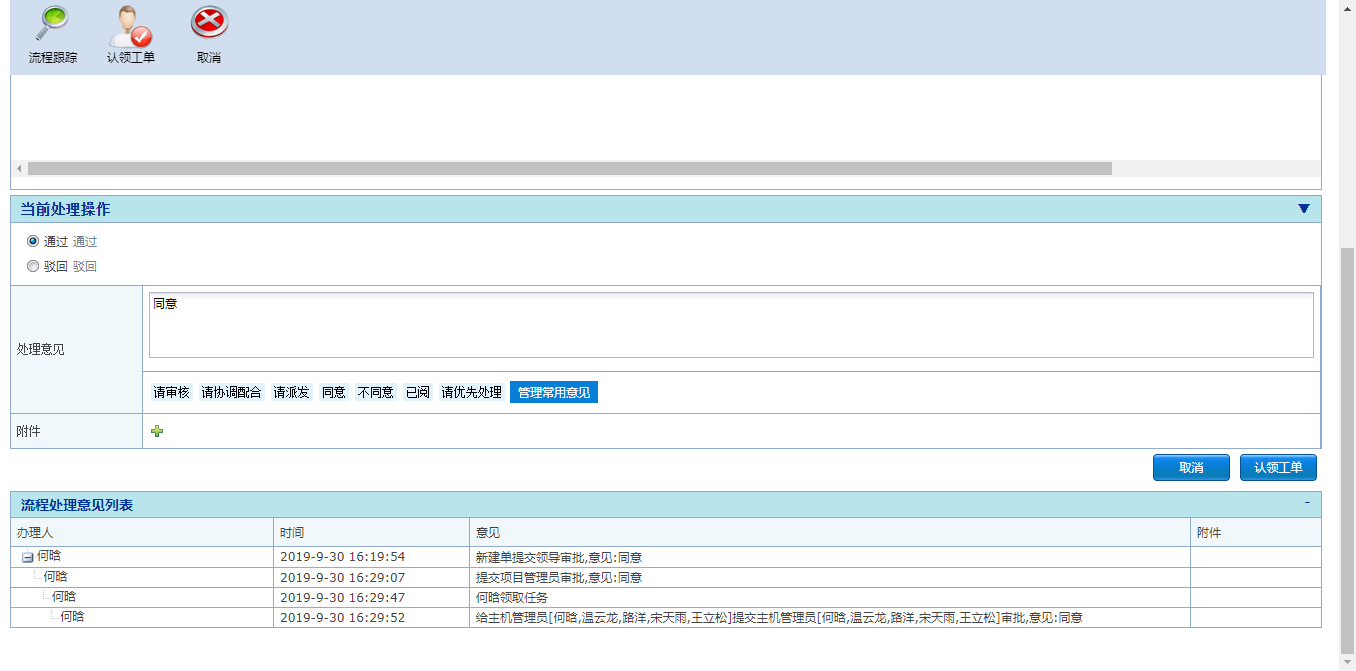 流程跟踪 认领工单 取消
当前处理操作
通过 通过
驳回 驳回
处理意见
同意
请审核 请协调配合 请派发 同意 不同意 已阅 请优先处理 管理常用意见
附件
取消 认领工单
流程处理意见列表 -
办理人 时间 意见 附件
何晗 2019-9-30 16:19:54 新建单提交领导审批,意见:同意
何晗 2019-9-30 16:29:07 提交项目管理员审批,意见:同意
何晗 2019-9-30 16:29:47 何晗领取任务
何晗 2019-9-30 16:29:52 给主机管理员[何晗,温云龙,路洋,宋天雨,王立松]提交主机管理员[何晗,温云龙,路洋,宋天雨,王立松]审批,意见:同意